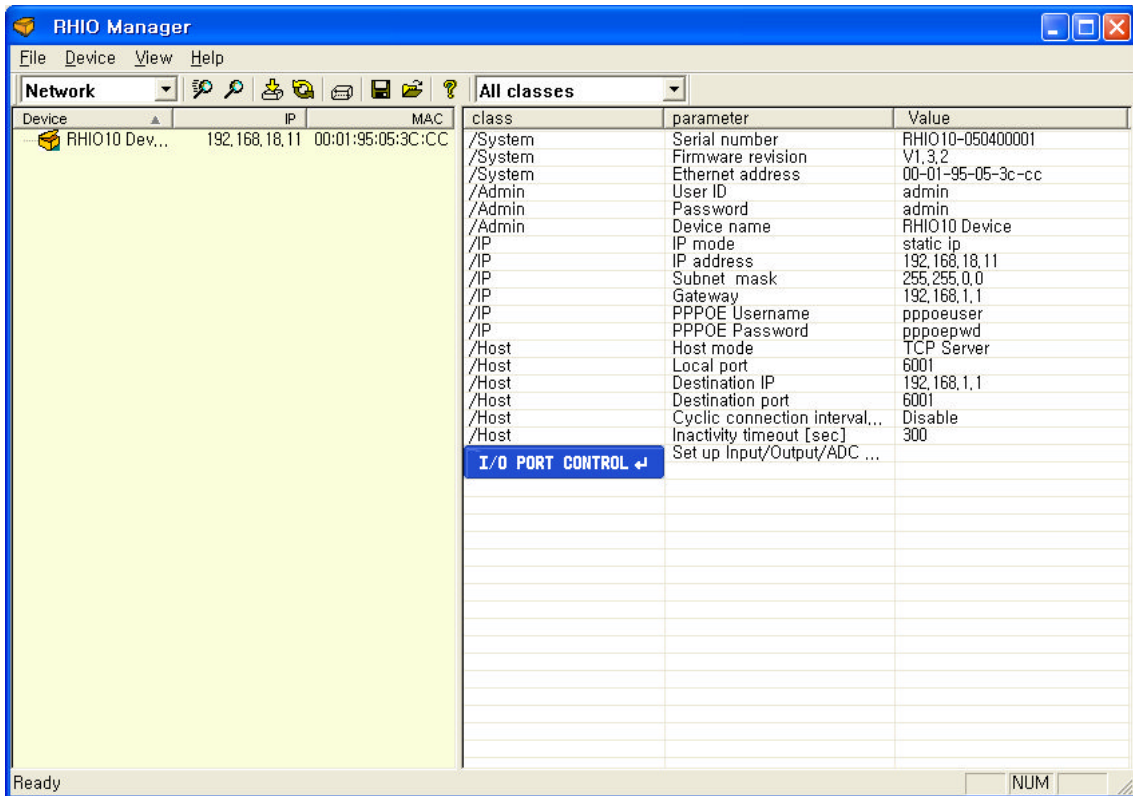 RHIO Manager
File Device View Help
Network All classes
Device IP MAC
RHIO10 Dev... 192,168,18,11 00:01:95:05:3C:CC
class parameter Value
/System Serial number RHIO10-050400001
/System Firmware revision V1,3,2
/System Ethernet address 00-01-95-05-3c-cc
/Admin User ID admin
/Admin Password admin
/Admin Device name RHIO10 Device
/IP IP mode static ip
/IP IP address 192,168,18,11
/IP Subnet mask 255,255,0,0
/IP Gateway 192,168,1,1
/IP PPPOE Username pppoeuser
/IP PPPOE Password pppoepwd
/Host Host mode TCP Server
/Host Local port 6001
/Host Destination IP 192,168,1,1
/Host Destination port 6001
/Host Cyclic connection interval... Disable
/Host Inactivity timeout [sec] 300
I/O PORT CONTROL ↵ Set up Input/Output/ADC ...
Ready NUM